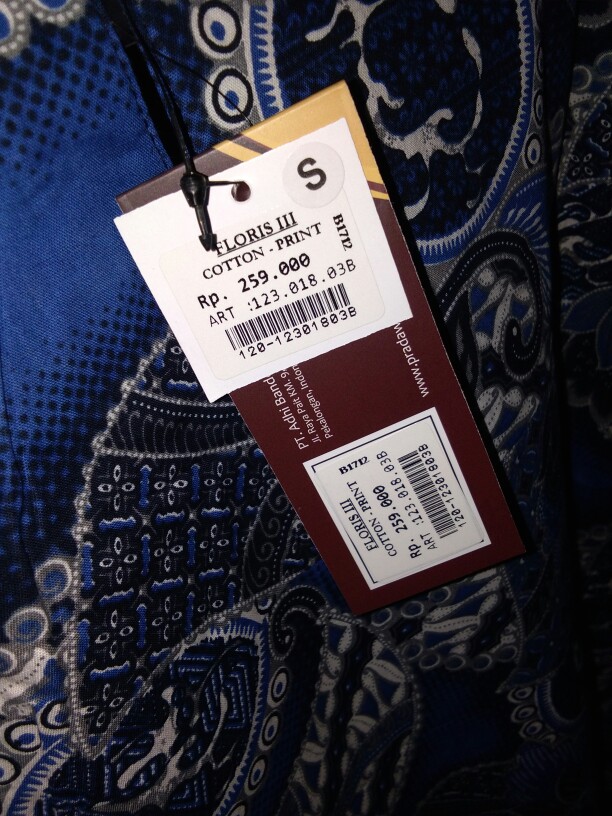 S
FLORIS III
COTTON - PRINT
B1712
Rp. 259.000
ART :123.018.03B
120-12301803B
PT. Adhi Band
Jl. Raya Pait KM. 9
Pekalongan, Indon
www.pradaw
FLORIS III
COTTON - PRINT
B1712
Rp. 259.000
ART :123.018.03B
120-12301803B